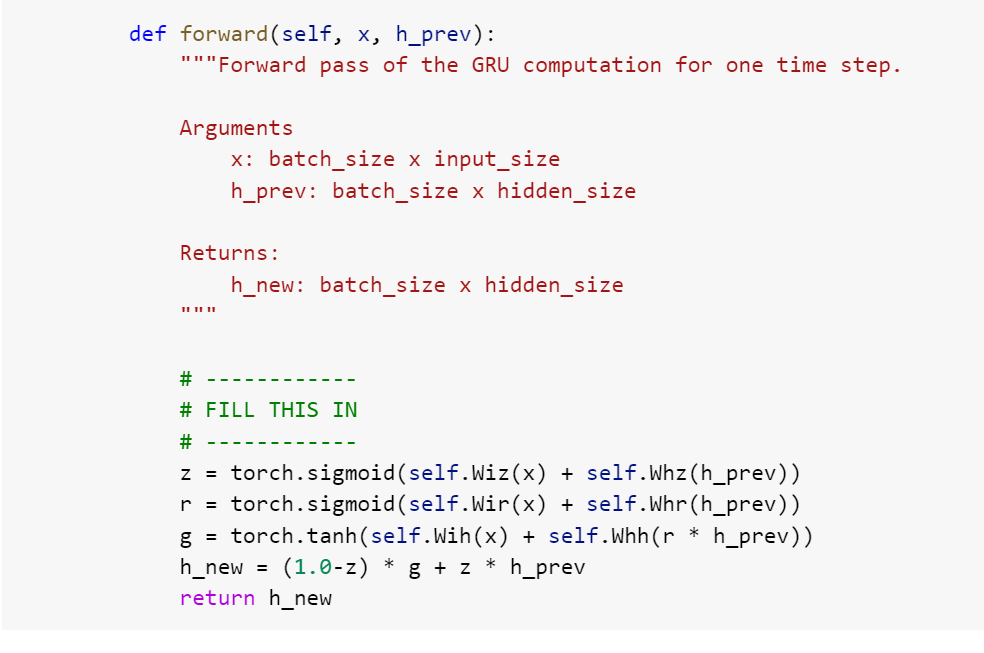 def forward(self, x, h_prev):
"""Forward pass of the GRU computation for one time step.
Arguments
x: batch_size x input_size
h_prev: batch_size x hidden_size
Returns:
h_new: batch_size x hidden_size
"""
# ------------
# FILL THIS IN
# ------------
z = torch.sigmoid(self.Wiz(x) + self.Whz(h_prev))
r = torch.sigmoid(self.Wir(x) + self.Whr(h_prev))
g = torch.tanh(self.Wih(x) + self.Whh(r * h_prev))
h_new = (1.0-z) * g + z * h_prev
return h_new